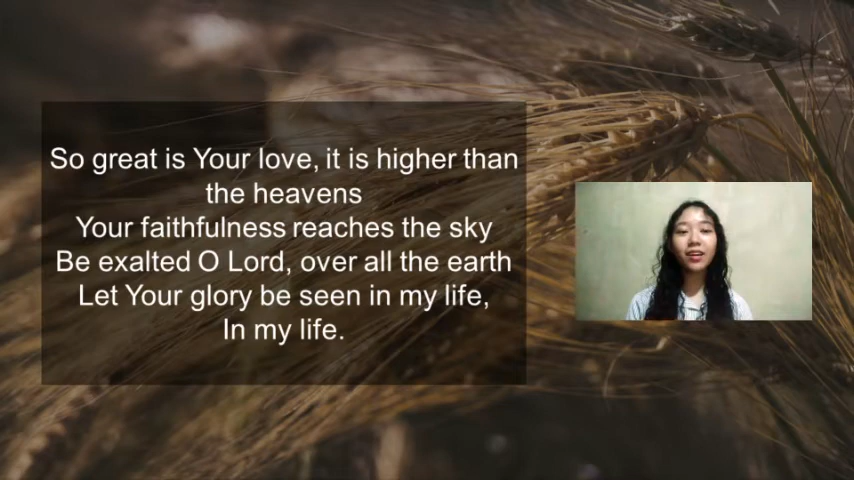 So great is Your love, it is higher than
the heavens
Your faithfulness reaches the sky
Be exalted O Lord, over all the earth
Let Your glory be seen in my life,
In my life.